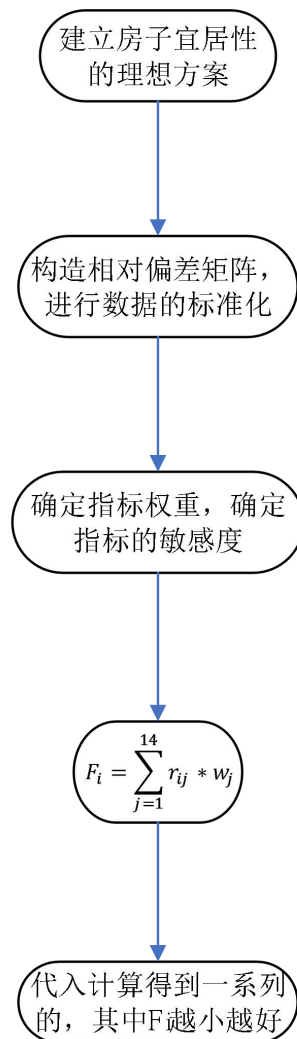 建立房子宜居性
的理想方案
构造相对偏差矩阵，
进行数据的标准化
确定指标权重，确定
指标的敏感度
$F_i = \sum_{j=1}^{14} r_{ij} * w_j$
代入计算得到一系列
的，其中F越小越好